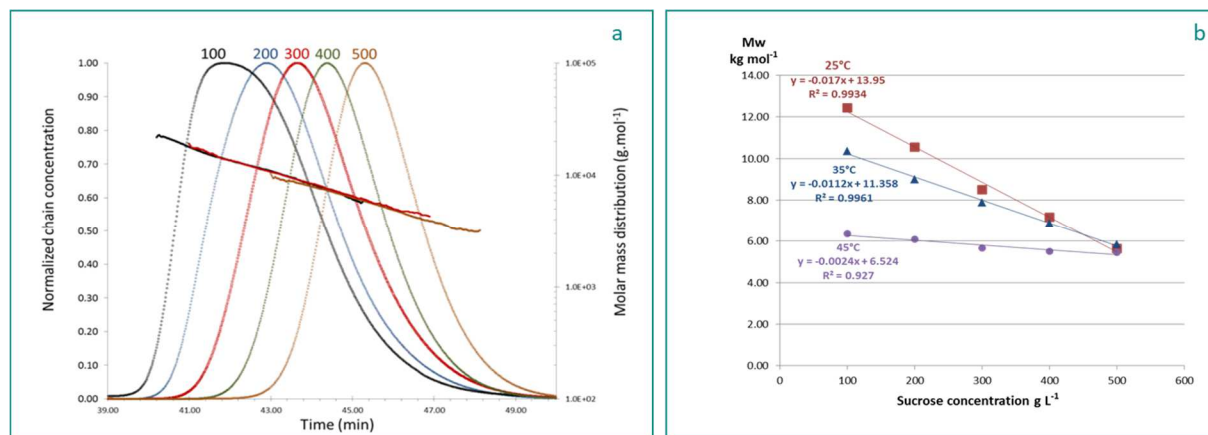 a
100 200 300 400 500
Normalized chain concentration
1.00
0.90
0.80
0.70
0.60
0.50
0.40
0.30
0.20
0.10
0.00
39.00 41.00 43.00 45.00 47.00 49.00
Time (min)
1.0E+05
1.0E+04
1.0E+03
1.0E+02
Molar mass distribution (g.mol-1)
b
Mw
kg mol-1
14.00
12.00
10.00
8.00
6.00
4.00
2.00
0.00
25°C
y = -0.017x + 13.95
R² = 0.9934
35°C
y = -0.0112x + 11.358
R² = 0.9961
45°C
y = -0.0024x + 6.524
R² = 0.927
0 100 200 300 400 500 600
Sucrose concentration g L-1